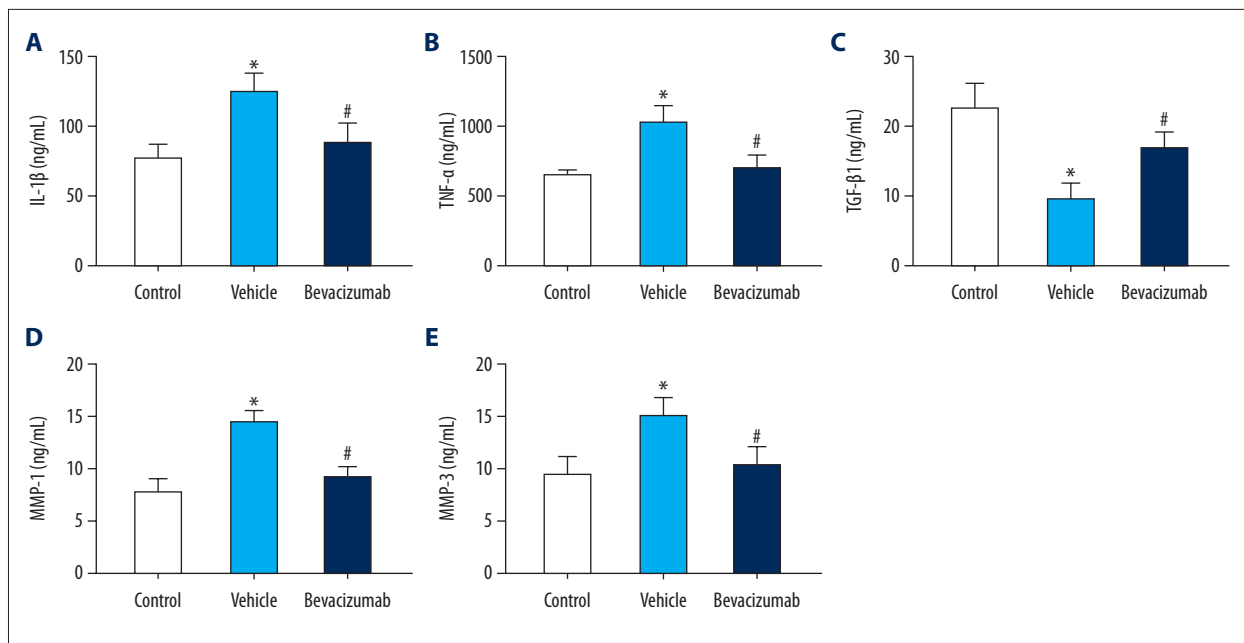 A
IL-1β (ng/mL)
150
100
50
0
*
#
Control Vehicle Bevacizumab
B
TNF-α (ng/mL)
1500
1000
500
0
*
#
Control Vehicle Bevacizumab
C
TGF-β1 (ng/mL)
30
20
10
0
*
#
Control Vehicle Bevacizumab
D
MMP-1 (ng/mL)
20
15
10
5
0
*
#
Control Vehicle Bevacizumab
E
MMP-3 (ng/mL)
20
15
10
5
0
*
#
Control Vehicle Bevacizumab